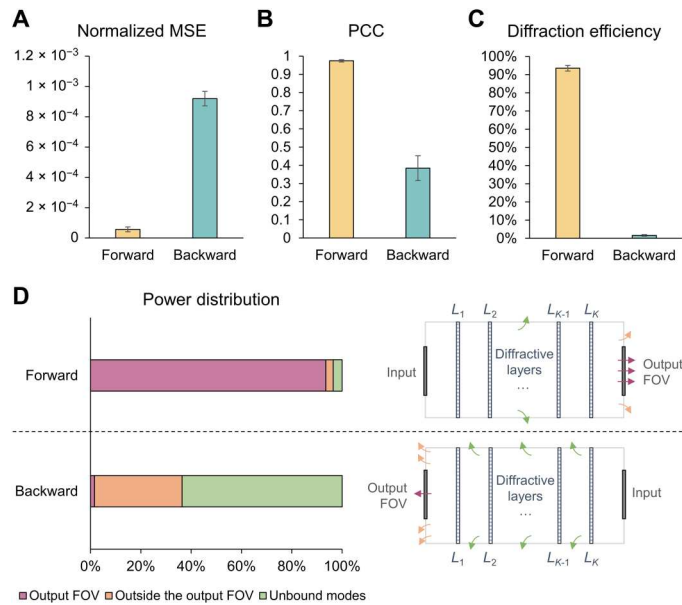 A
Normalized MSE
1.2 × 10⁻³
1 × 10⁻³
8 × 10⁻⁴
6 × 10⁻⁴
4 × 10⁻⁴
2 × 10⁻⁴
0
Forward
Backward
B
PCC
1
0.9
0.8
0.7
0.6
0.5
0.4
0.3
0.2
0.1
0
Forward
Backward
C
Diffraction efficiency
100%
90%
80%
70%
60%
50%
40%
30%
20%
10%
0%
Forward
Backward
D
Power distribution
Forward
Backward
0%
20%
40%
60%
80%
100%
Output FOV
Outside the output FOV
Unbound modes
L₁
L₂
Lₖ₋₁
Lₖ
Input
Diffractive
layers
...
Output
FOV
Output
FOV
Diffractive
layers
...
Input
L₁
L₂
Lₖ₋₁
Lₖ